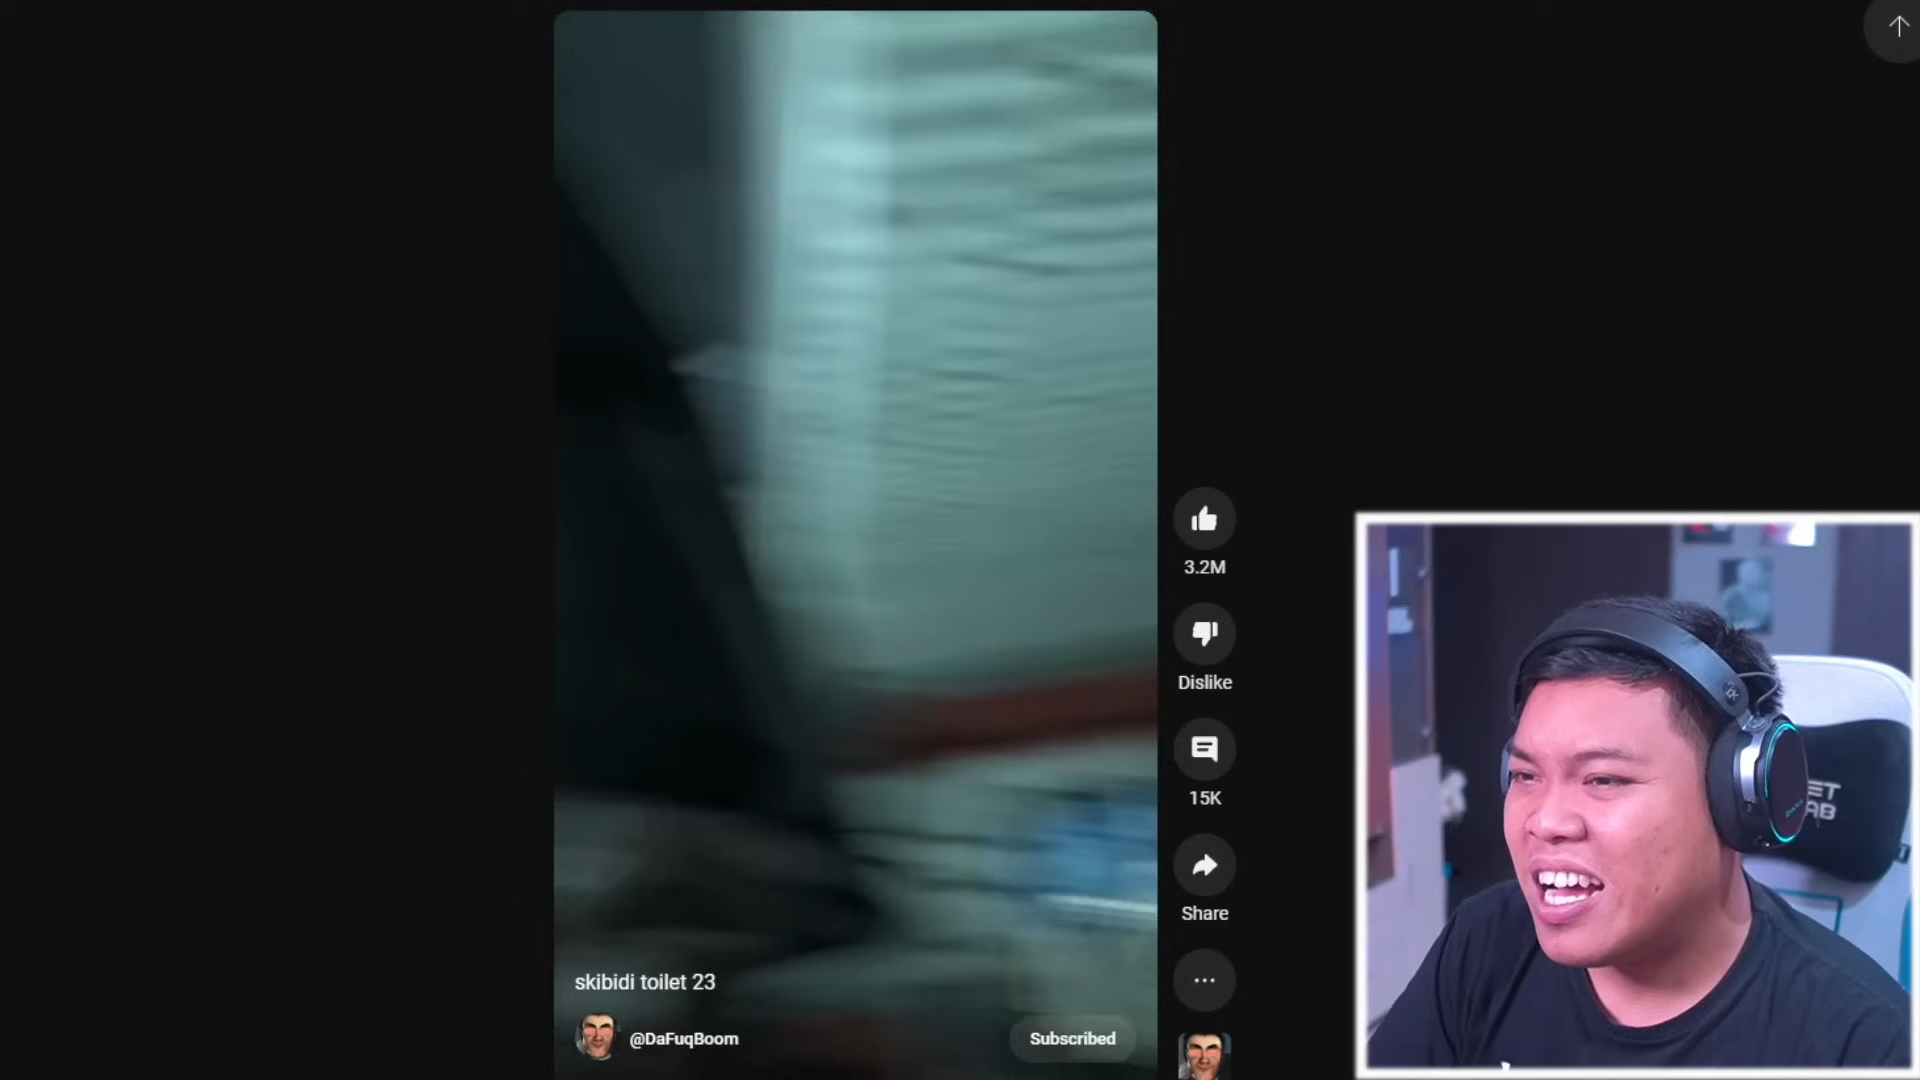 3.2M
Dislike
15K
Share
skibidi toilet 23
@DaFuqBoom
Subscribed